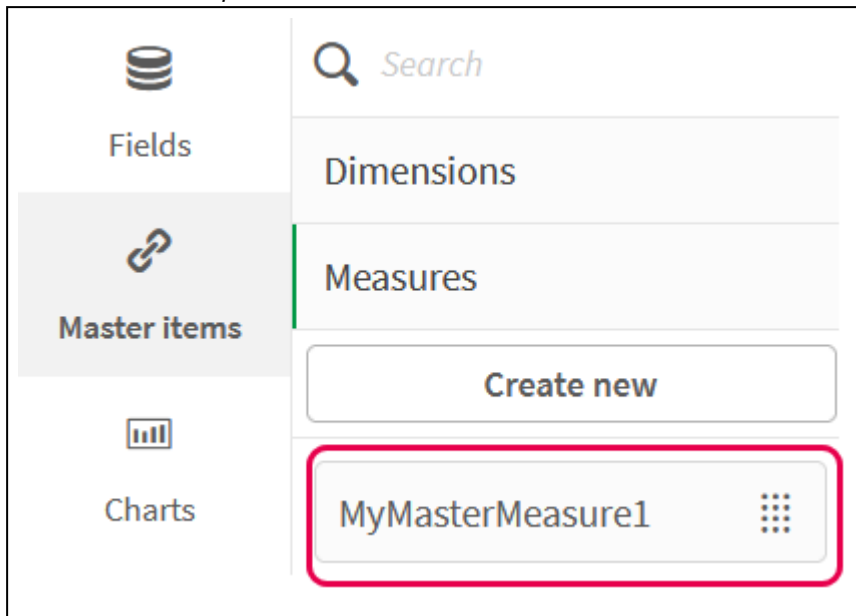 Fields
Master items
Charts
Search
Dimensions
Measures
Create new
MyMasterMeasure1